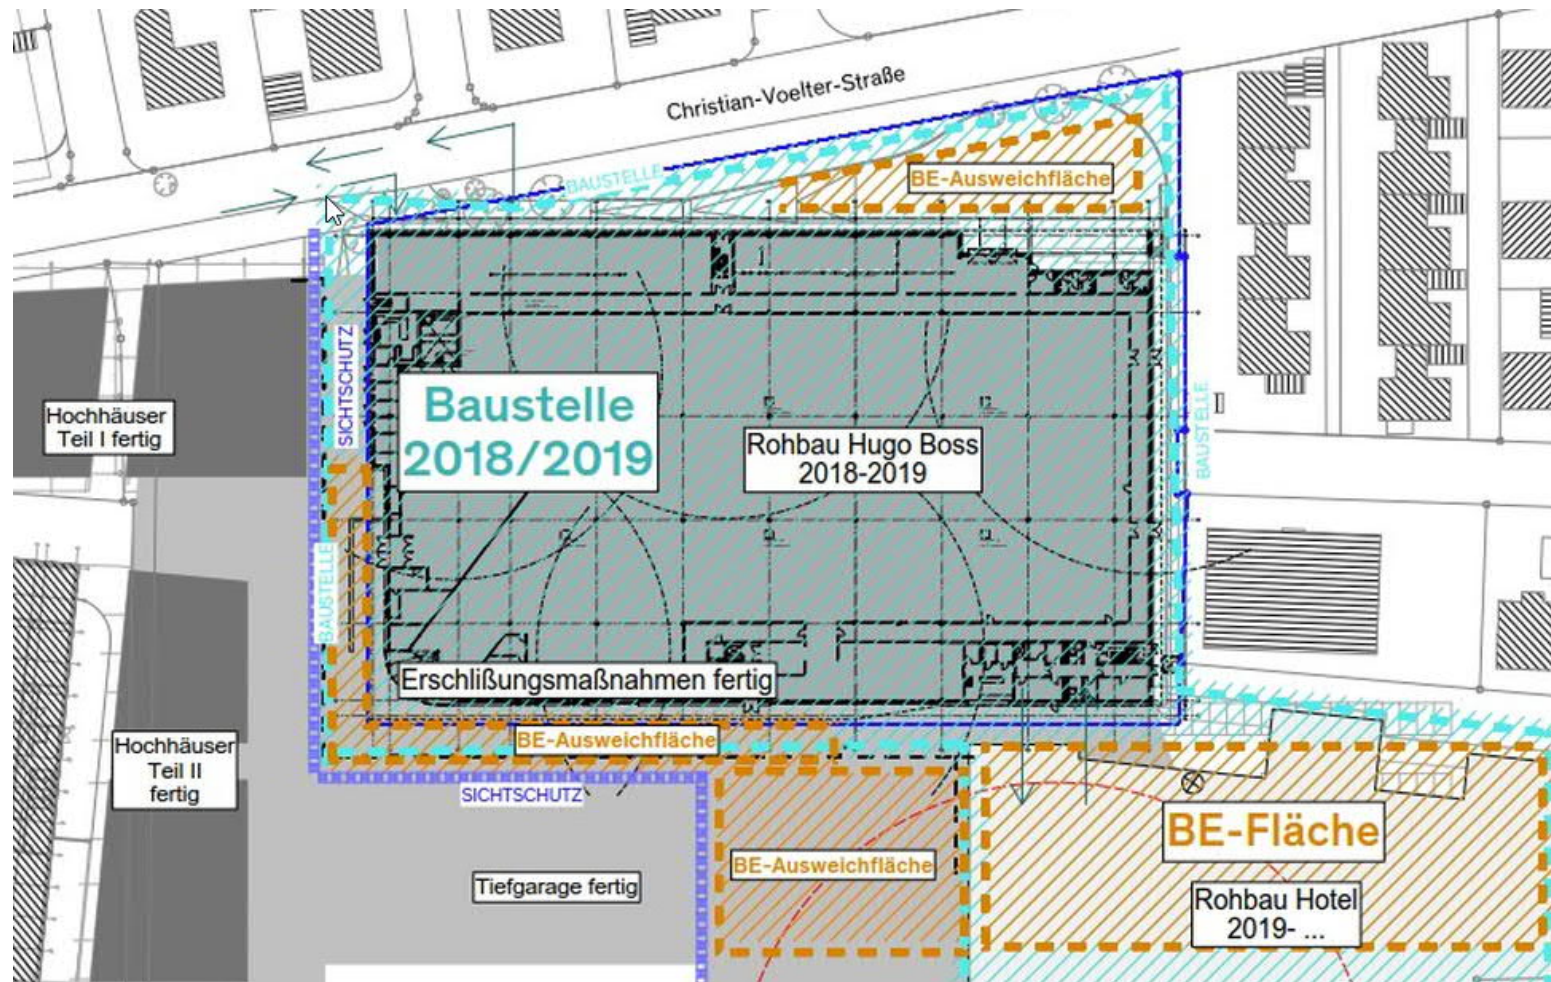 Christian-Voelter-Straße
BAUSTELLE
BE-Ausweichfläche
SICHTSCHUTZ
Hochhäuser
Teil I fertig
Baustelle
2018/2019
Rohbau Hugo Boss
2018-2019
BAUSTELLE
BAUSTELLE
Erschlißungsmaßnahmen fertig
BE-Ausweichfläche
Hochhäuser
Teil II
fertig
SICHTSCHUTZ
BE-Fläche
BE-Ausweichfläche
Tiefgarage fertig
Rohbau Hotel
2019- ...